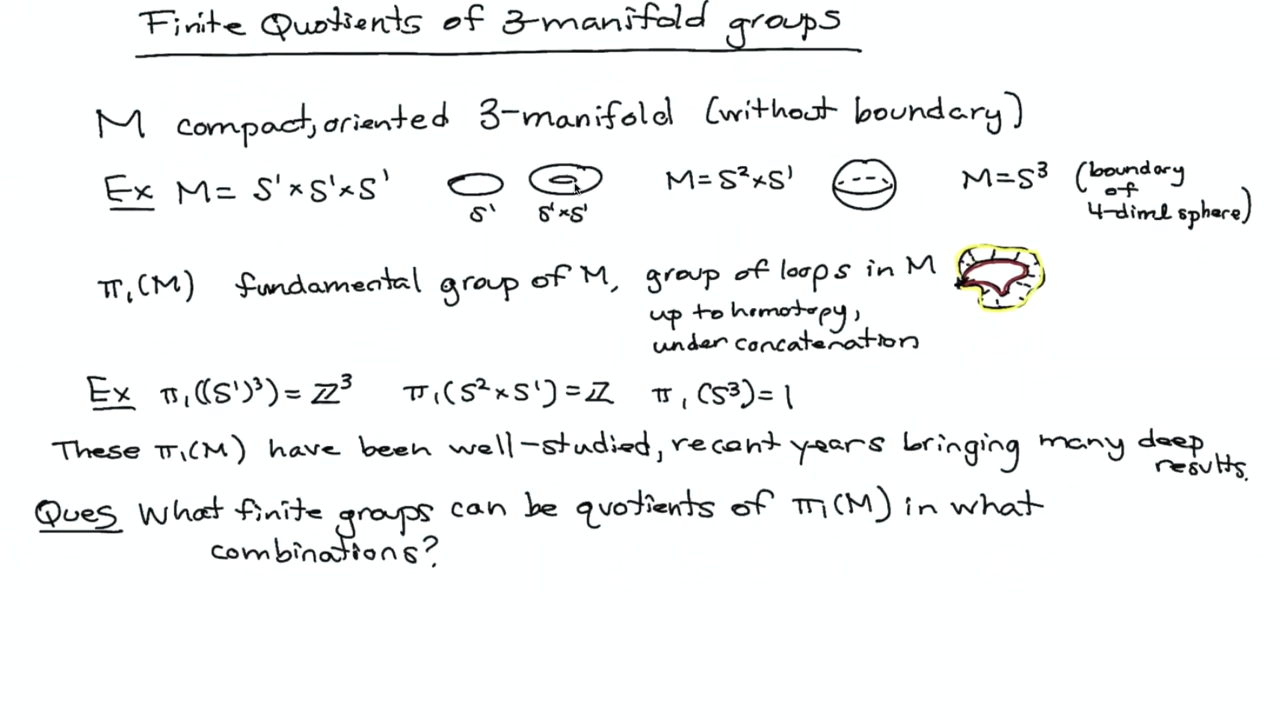 Finite Quotients of 3-manifold groups
M compact, oriented 3-manifold (without boundary)
Ex M = S¹×S¹×S¹ S¹ S¹×S¹ M=S²×S¹ M=S³ (boundary of 4-diml sphere)
π₁(M) fundamental group of M, group of loops in M
up to homotopy,
under concatenation
Ex π₁((S¹)³) = ℤ³ π₁(S²×S¹) = ℤ π₁(S³) = 1
These π₁(M) have been well-studied, recent years bringing many deep
results.
Ques What finite groups can be quotients of π₁(M) in what
combinations?